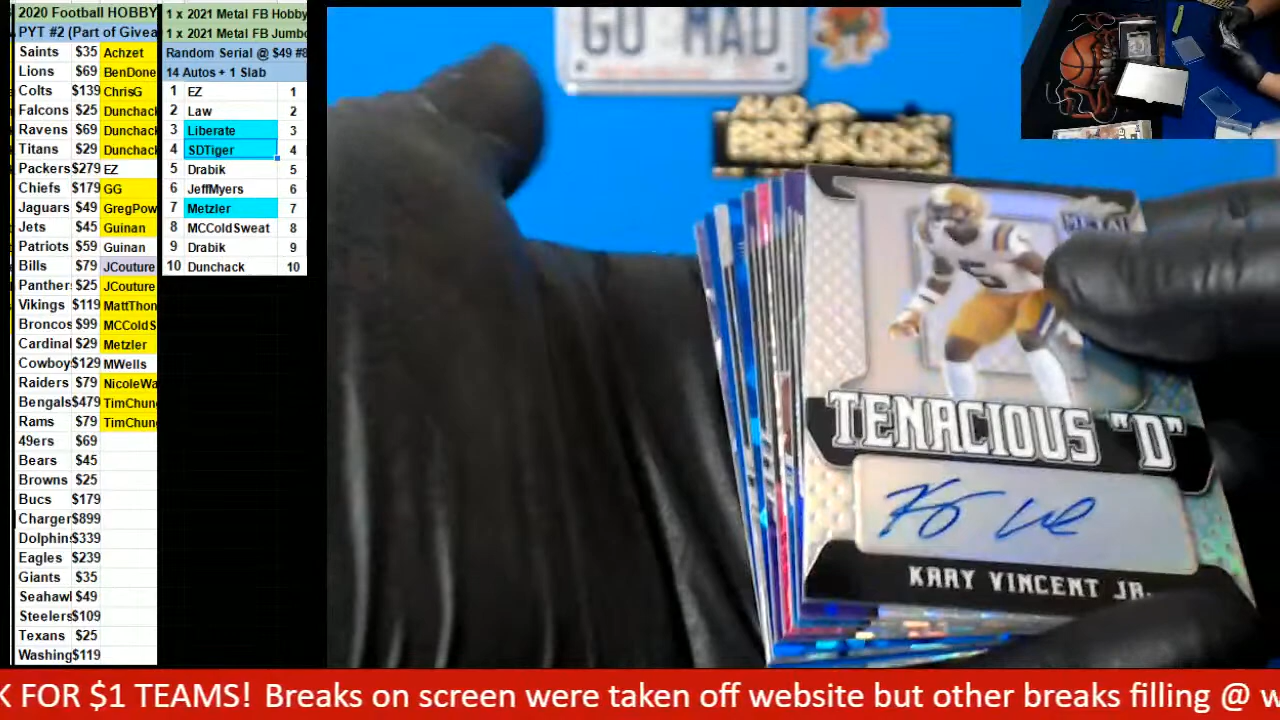 2020 Football HOBBY
PYT #2 (Part of Givea
Saints $35 Achzet
Lions $69 BenDone
Colts $139 ChrisG
Falcons $25 Dunchack
Ravens $69 Dunchack
Titans $29 Dunchack
Packers $279 EZ
Chiefs $179 GG
Jaguars $49 GregPow
Jets $45 Guinan
Patriots $59 Guinan
Bills $79 JCouture
Panther $25 JCouture
Vikings $119 MattThon
Broncos $99 MCColdS
Cardinal $29 Metzler
Cowboy $129 MWells
Raiders $79 NicoleWa
Bengals $479 TimChung
Rams $79 TimChung
49ers $69
Bears $45
Browns $25
Bucs $179
Charger $899
Dolphin $339
Eagles $239
Giants $35
Seahawl $49
Steelers $109
Texans $25
Washing $119
1 x 2021 Metal FB Hobby
1 x 2021 Metal FB Jumbo
Random Serial @ $49 #8
14 Autos + 1 Slab
1 EZ 1
2 Law 2
3 Liberate 3
4 SDTiger 4
5 Drabik 5
6 JeffMyers 6
7 Metzler 7
8 MCColdSweat 8
9 Drabik 9
10 Dunchack 10
GO MAD
BREAKERS
METAL
5
TENACIOUS "D"
KARY VINCENT JR.
K FOR $1 TEAMS! Breaks on screen were taken off website but other breaks filling @ w